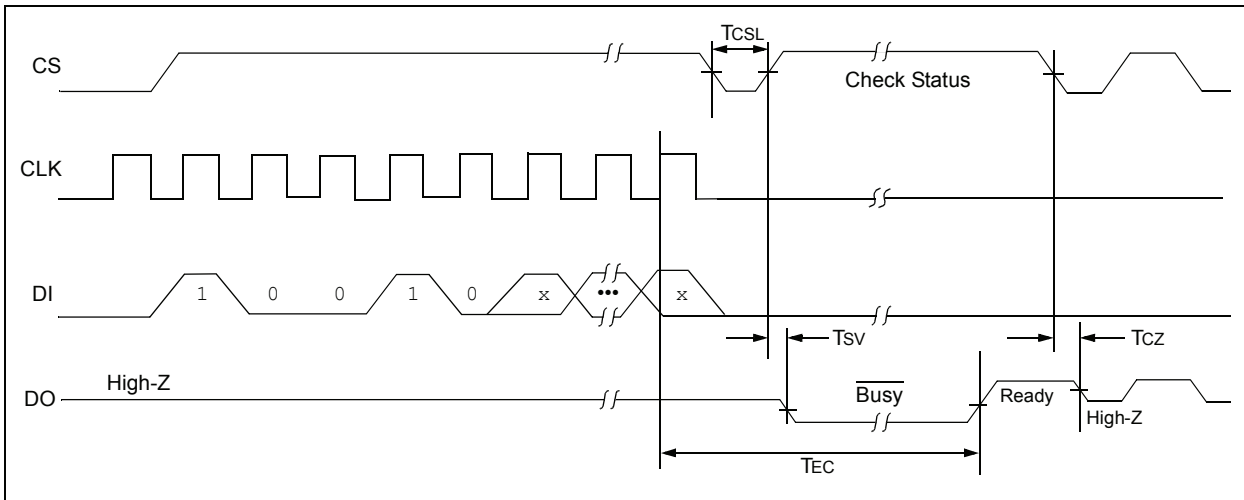 TCSL
CS
Check Status
CLK
DI 1 0 0 1 0 x ••• x
TSV
TCZ
High-Z
DO
Busy
Ready
High-Z
TEC